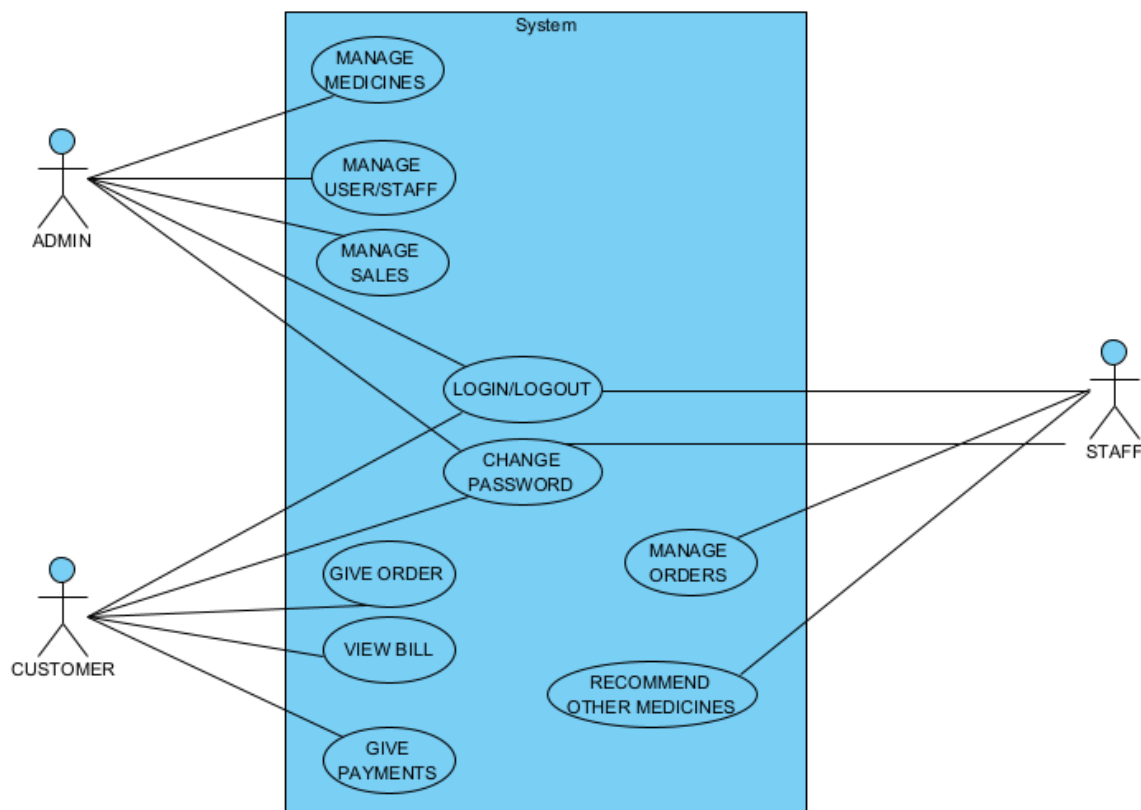 System
MANAGE
MEDICINES
MANAGE
USER/STAFF
ADMIN
MANAGE
SALES
LOGIN/LOGOUT
STAFF
CHANGE
PASSWORD
MANAGE
ORDERS
GIVE ORDER
VIEW BILL
CUSTOMER
RECOMMEND
OTHER MEDICINES
GIVE
PAYMENTS